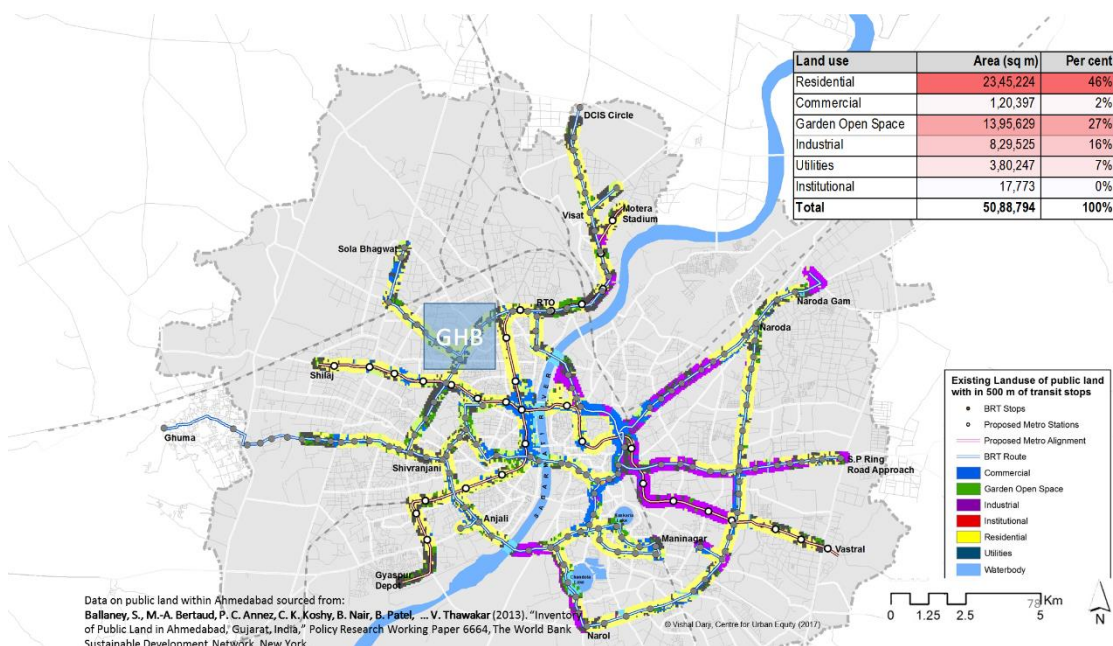 Land use Area (sq m) Per cent
Residential 23,45,224 46%
Commercial 1,20,397 2%
Garden Open Space 13,95,629 27%
Industrial 8,29,525 16%
Utilities 3,80,247 7%
Institutional 17,773 0%
Total 50,88,794 100%
DCIS Circle
Visat
Motera
Stadium
Sola Bhagwat
RTO
GHB
Naroda Gam
Naroda
Shilaj
Ghuma
Shivranjani
S.P Ring
Road Approach
Anjali
Maninagar
Vastral
Gyaspur
Depot
Narol
Existing Landuse of public land
with in 500 m of transit stops
BRT Stops
Proposed Metro Stations
Proposed Metro Alignment
BRT Route
Commercial
Garden Open Space
Industrial
Institutional
Residential
Utilities
Waterbody
0 1.25 2.5 5
Km
78
N
© Vishal Darji, Centre for Urban Equity (2017)
Data on public land within Ahmedabad sourced from:
Ballaney, S., M.-A. Bertaud, P. C. Annez, C. K. Koshy, B. Nair, B. Patel, ... V. Thawakar (2013). "Inventory
of Public Land in Ahmedabad, Gujarat, India," Policy Research Working Paper 6664, The World Bank
Sustainable Development Network, New York